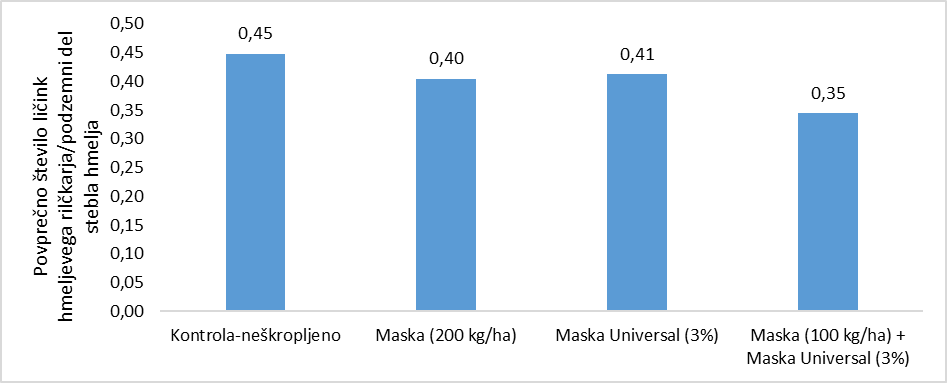 Povprečno število ličink
hmeljevega rilčkarja/podzemni del
stebla hmelja
0,50
0,45
0,40
0,35
0,30
0,25
0,20
0,15
0,10
0,05
0,00
0,45
0,40
0,41
0,35
Kontrola-neškropljeno
Maska (200 kg/ha)
Maska Universal (3%)
Maska (100 kg/ha) +
Maska Universal (3%)